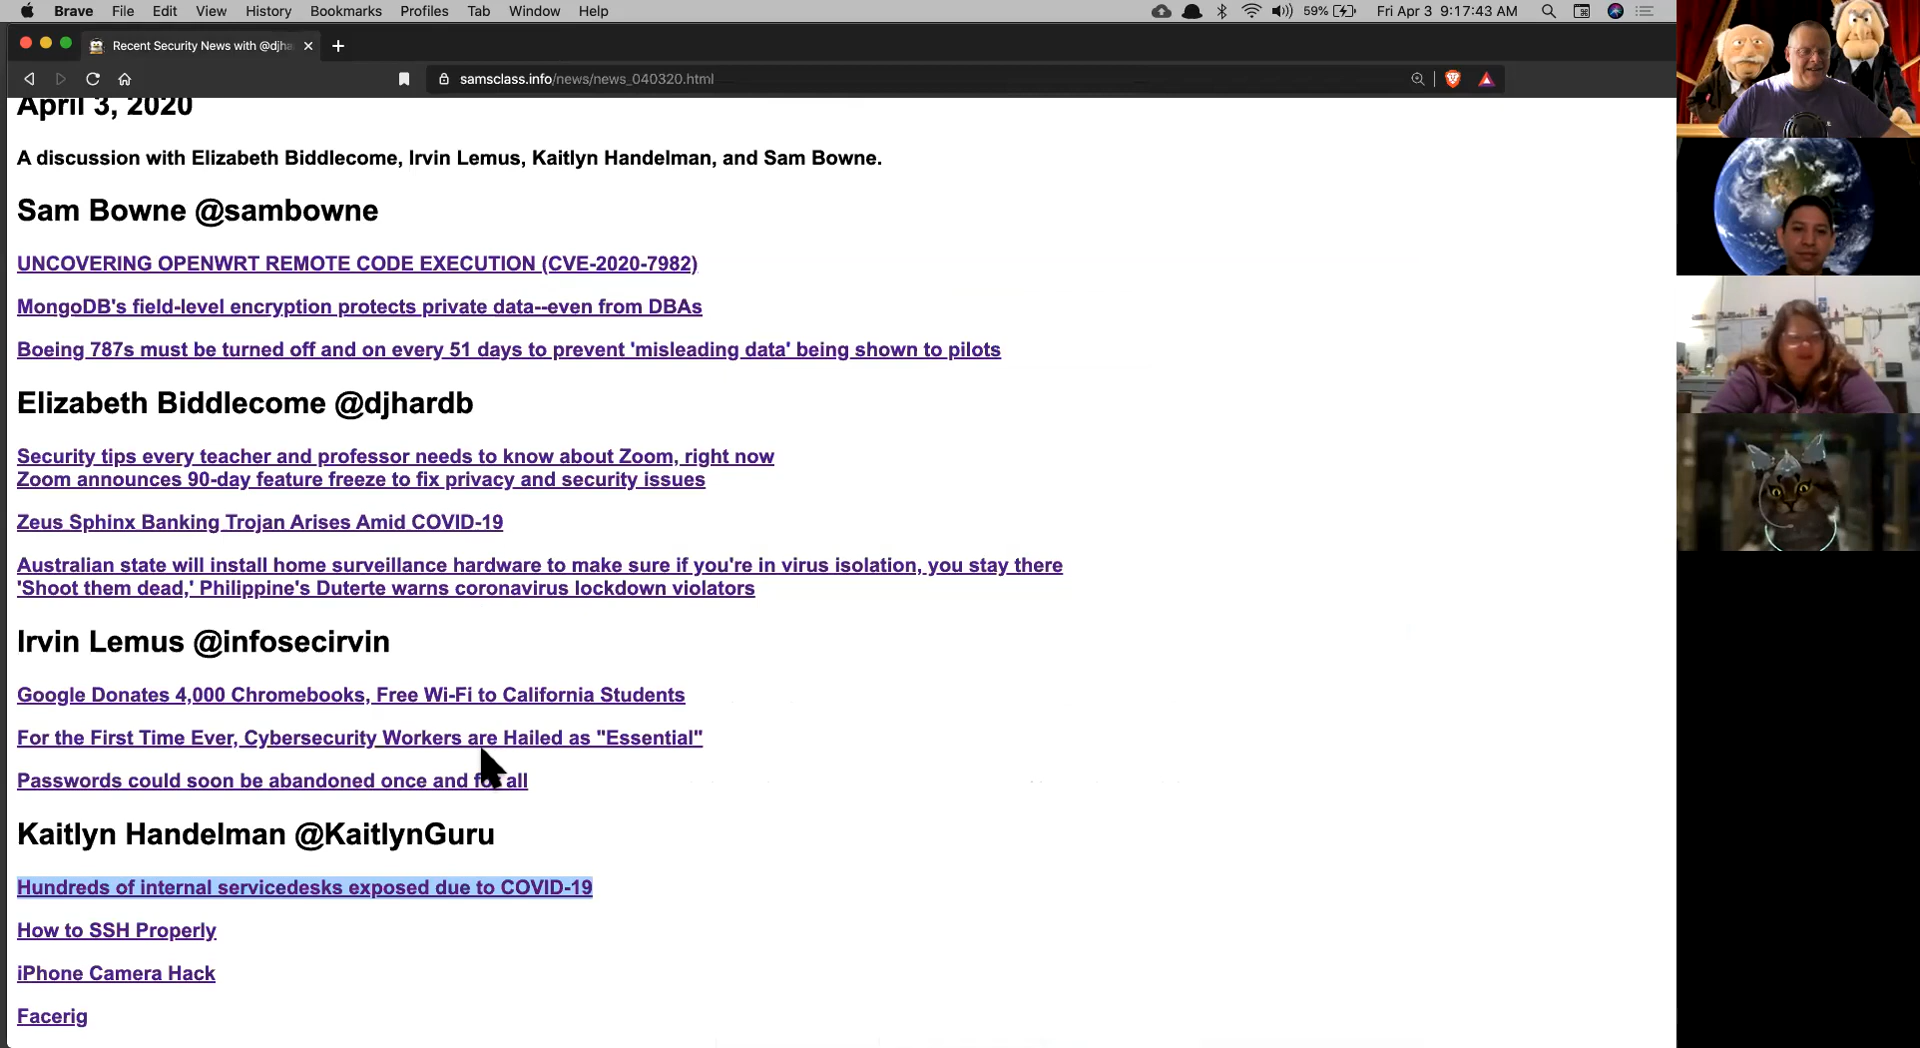 Brave File Edit View History Bookmarks Profiles Tab Window Help 59% Fri Apr 3 9:17:43 AM
Recent Security News with @djha
samsclass.info/news/news_040320.html
April 3, 2020
A discussion with Elizabeth Biddlecome, Irvin Lemus, Kaitlyn Handelman, and Sam Bowne.
Sam Bowne @sambowne
UNCOVERING OPENWRT REMOTE CODE EXECUTION (CVE-2020-7982)
MongoDB's field-level encryption protects private data--even from DBAs
Boeing 787s must be turned off and on every 51 days to prevent 'misleading data' being shown to pilots
Elizabeth Biddlecome @djhardb
Security tips every teacher and professor needs to know about Zoom, right now
Zoom announces 90-day feature freeze to fix privacy and security issues
Zeus Sphinx Banking Trojan Arises Amid COVID-19
Australian state will install home surveillance hardware to make sure if you're in virus isolation, you stay there
'Shoot them dead,' Philippine's Duterte warns coronavirus lockdown violators
Irvin Lemus @infosecirvin
Google Donates 4,000 Chromebooks, Free Wi-Fi to California Students
For the First Time Ever, Cybersecurity Workers are Hailed as "Essential"
Passwords could soon be abandoned once and for all
Kaitlyn Handelman @KaitlynGuru
Hundreds of internal servicedesks exposed due to COVID-19
How to SSH Properly
iPhone Camera Hack
Facerig